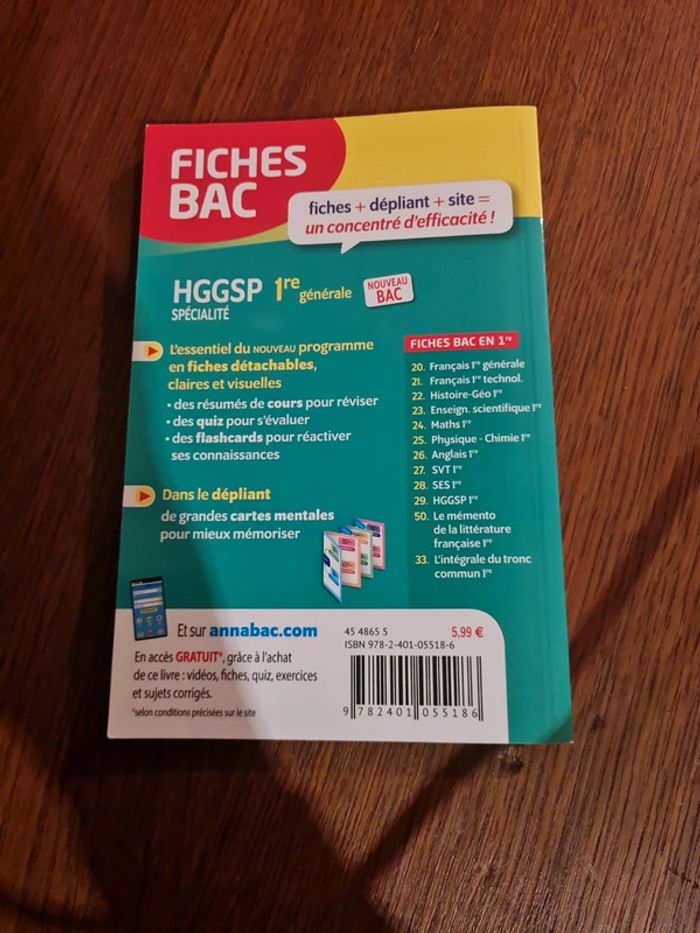 FICHES
BAC
fiches + dépliant + site =
un concentré d'efficacité !
HGGSP 1re générale
SPÉCIALITÉ
NOUVEAU
BAC
L'essentiel du NOUVEAU programme
en fiches détachables,
claires et visuelles
• des résumés de cours pour réviser
• des quiz pour s'évaluer
• des flashcards pour réactiver
ses connaissances
Dans le dépliant
de grandes cartes mentales
pour mieux mémoriser
FICHES BAC EN 1re
20. Français 1re générale
21. Français 1re technol.
22. Histoire-Géo 1re
23. Enseign. scientifique 1re
24. Maths 1re
25. Physique - Chimie 1re
26. Anglais 1re
27. SVT 1re
28. SES 1re
29. HGGSP 1re
50. Le mémento
de la littérature
française 1re
33. L'intégrale du tronc
commun 1re
Et sur annabac.com
En accès GRATUIT*, grâce à l'achat
de ce livre : vidéos, fiches, quiz, exercices
et sujets corrigés.
*selon conditions précisées sur le site
45 4865 5
5,99 €
ISBN 978-2-401-05518-6
9 782401 055186